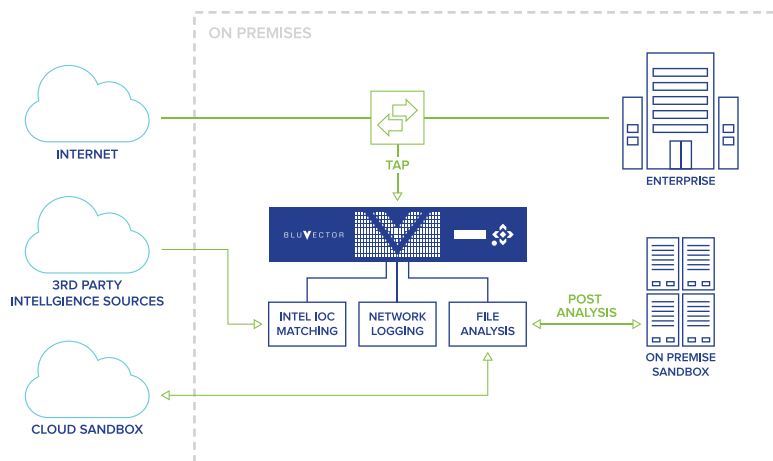 ON PREMISES
INTERNET
TAP
ENTERPRISE
BLUVECTOR
3RD PARTY
INTELLGIENCE SOURCES
INTEL IOC
MATCHING
NETWORK
LOGGING
FILE
ANALYSIS
POST
ANALYSIS
ON PREMISE
SANDBOX
CLOUD SANDBOX